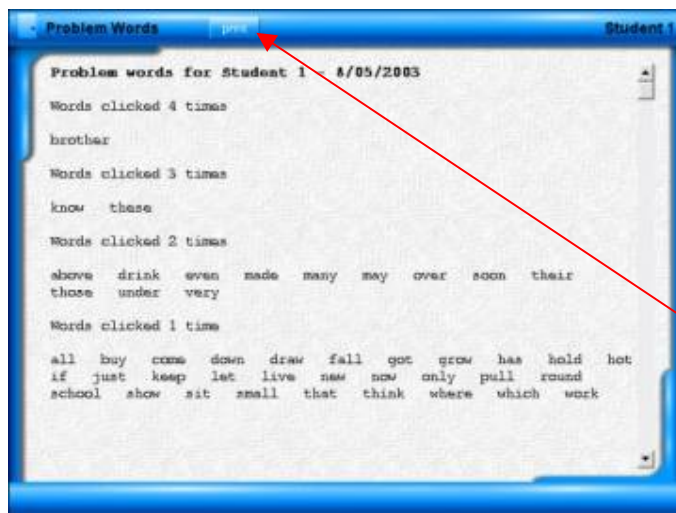 Problem Words print Student 1
Problem words for Student 1 - 8/05/2003
Words clicked 4 times
brother
Words clicked 3 times
know these
Words clicked 2 times
above drink even made many may over soon their
those under very
Words clicked 1 time
all buy come down draw fall got grow has hold hot
if just keep let live new now only pull round
school show sit small that think where which work